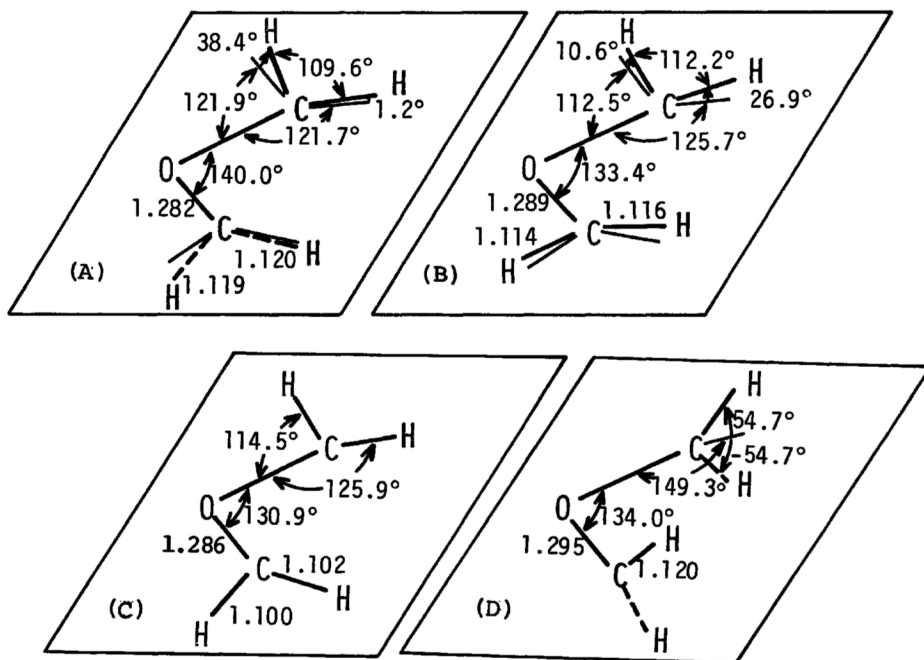 H
38.4°
109.6°
H
121.9°
C
1.2°
121.7°
O
140.0°
1.282
C
H
1.120
(A)
H
1.119
H
10.6°
112.2°
H
112.5°
C
26.9°
125.7°
O
133.4°
1.289
1.116
1.114
C
H
(B)
H
H
114.5°
C
H
125.9°
O
130.9°
1.286
C
1.102
H
(C)
1.100
H
H
54.7°
C
-54.7°
149.3°
H
O
134.0°
1.295
H
C
1.120
(D)
H